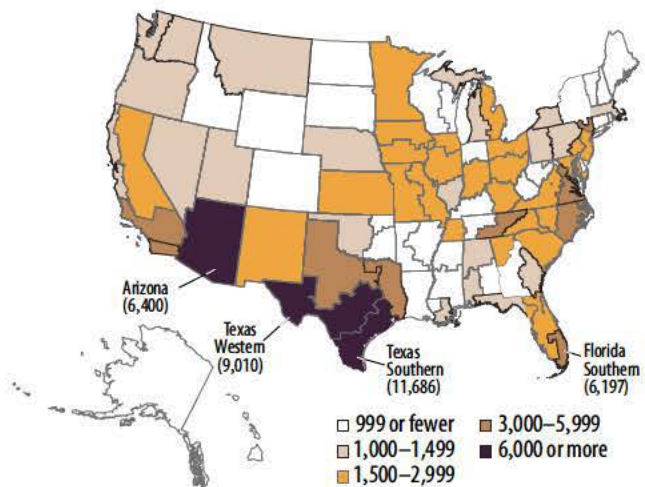 Arizona
(6,400)
Texas
Western
(9,010)
Texas
Southern
(11,686)
Florida
Southern
(6,197)
999 or fewer
1,000–1,499
1,500–2,999
3,000–5,999
6,000 or more